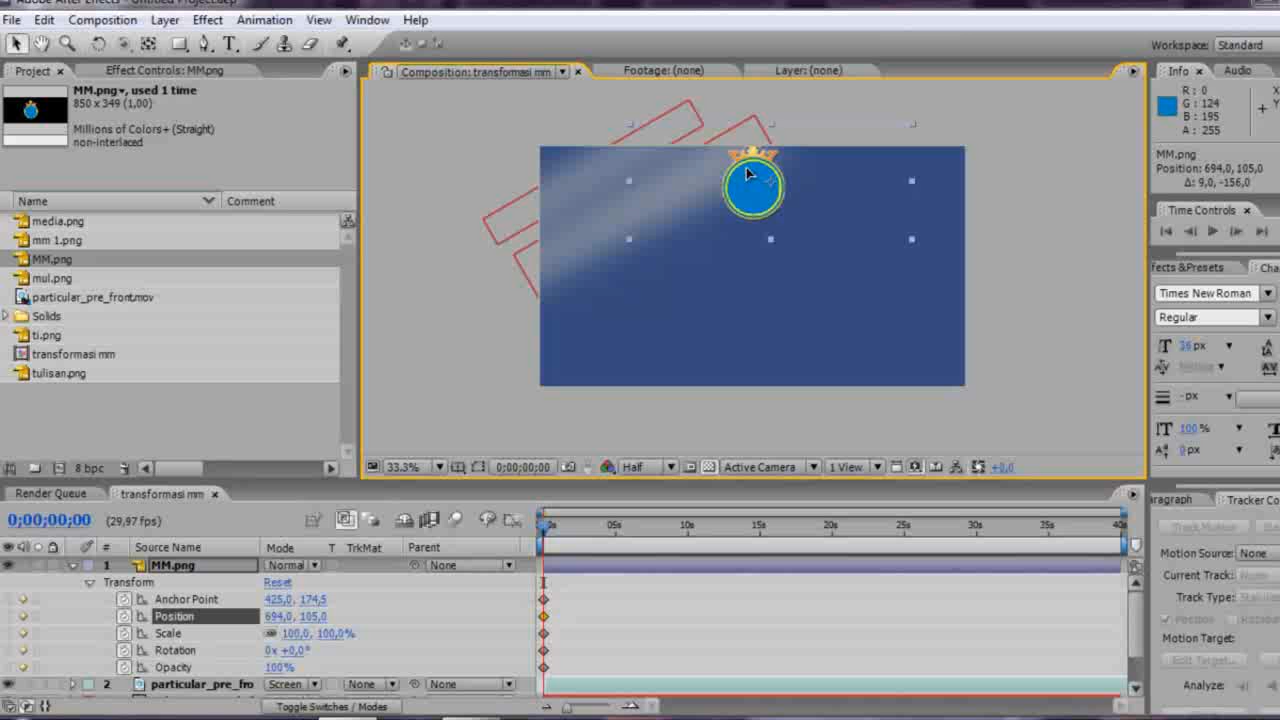 File Edit Composition Layer Effect Animation View Window Help
Workspace: Standard
Project × Effect Controls: MM.png
Composition: transformasi mm ×
Footage: (none)
Layer: (none)
Info × Audio
MM.png▾, used 1 time
850 x 349 (1,00)
Millions of Colors+ (Straight)
non-interlaced
R: 0
G: 124
B: 195
A: 255
X
MM.png
Position: 694,0, 105,0
Δ: 9,0, -156,0
Name Comment
media.png
mm 1.png
MM.png
mul.png
particular_pre_front.mov
Solids
ti.png
transformasi mm
tulisan.png
Time Controls ×
ffects &Presets Cha
Times New Roman
Regular
36 px
- px
100 %
0 px
8 bpc
33.3% 0;00;00;00 Half Active Camera 1 View +0,0
Render Queue transformasi mm ×
aragraph Tracker Co
0;00;00;00 (29,97 fps)
05s 10s 15s 20s 25s 30s 35s 40s
# Source Name Mode T TrkMat Parent
1 MM.png Normal None
Transform Reset
Anchor Point 425,0, 174,5
Position 694,0, 105,0
Scale 100,0, 100,0%
Rotation 0x +0,0°
Opacity 100%
2 particular_pre_fro Screen None None
Toggle Switches / Modes
Track Motion
Motion Source: None
Current Track:
Track Type:
Position
Motion Target:
Edit Target...
Analyze: